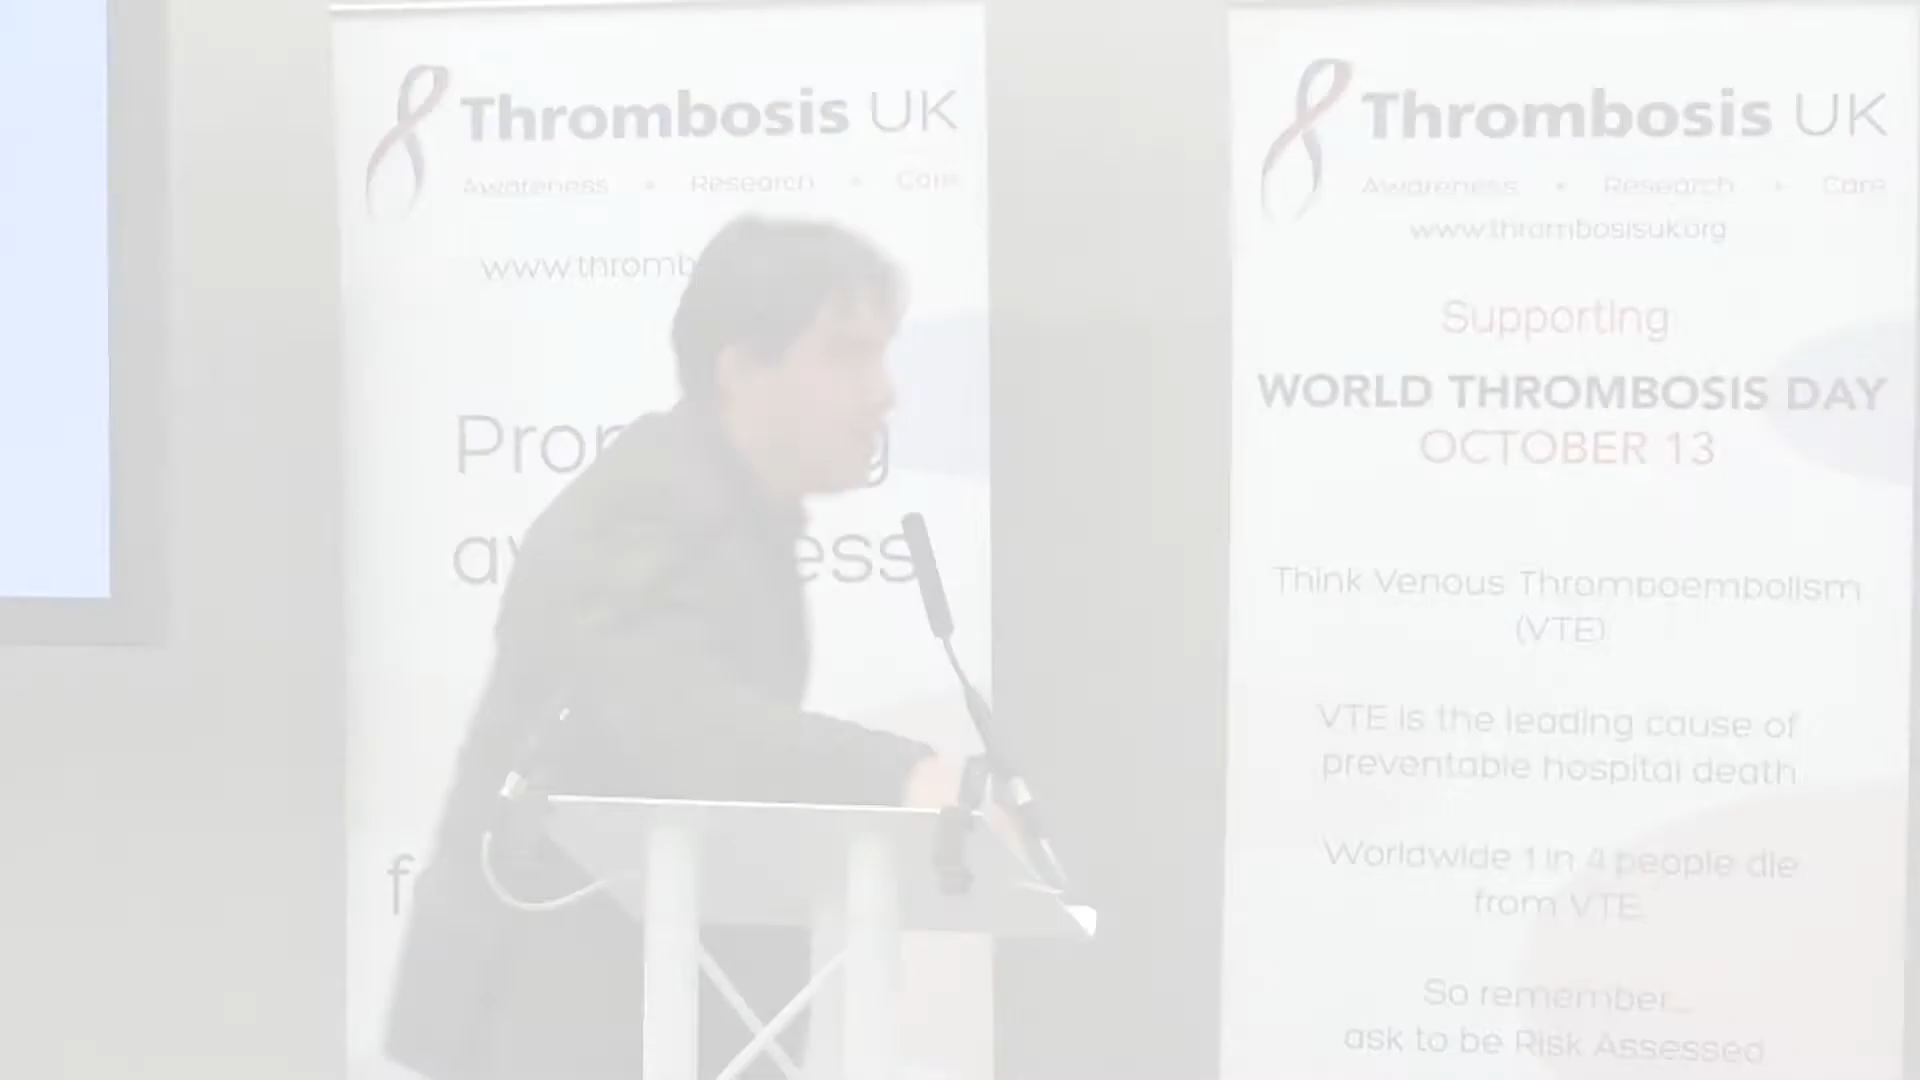 Thrombosis UK
Awareness • Research • Care
www.thromb
Pro
g
ess
f
Thrombosis UK
Awareness • Research • Care
www.thrombosisuk.org
Supporting
WORLD THROMBOSIS DAY
OCTOBER 13
Think Venous Thromboembolism
(VTE)
VTE is the leading cause of
preventable hospital death
Worldwide 1 in 4 people die
from VTE.
So remember...
ask to be Risk Assessed